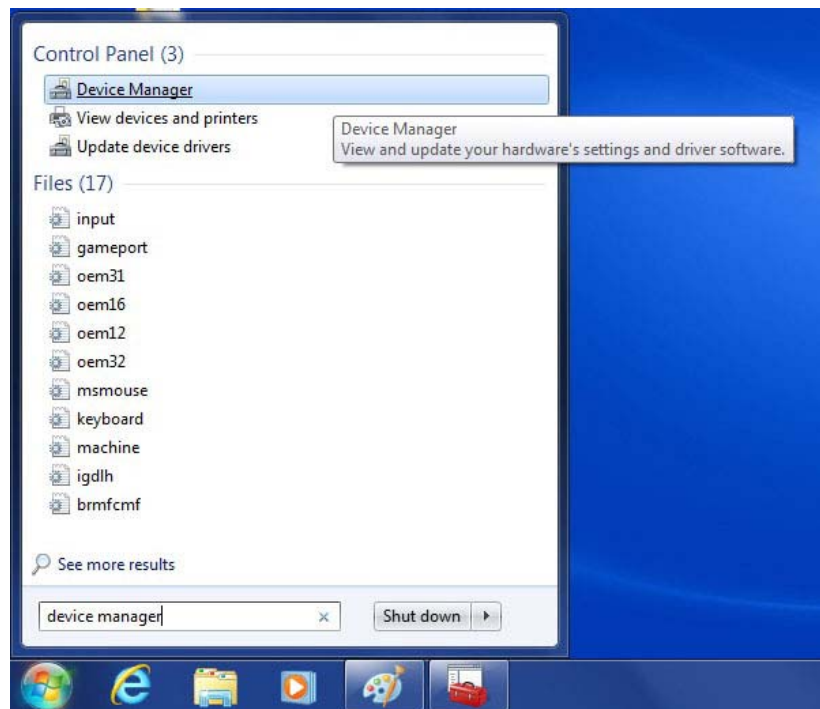 Control Panel (3)
Device Manager
View devices and printers
Update device drivers
Device Manager
View and update your hardware's settings and driver software.
Files (17)
input
gameport
oem31
oem16
oem12
oem32
msmouse
keyboard
machine
igdlh
brmfcmf
See more results
device manager
Shut down